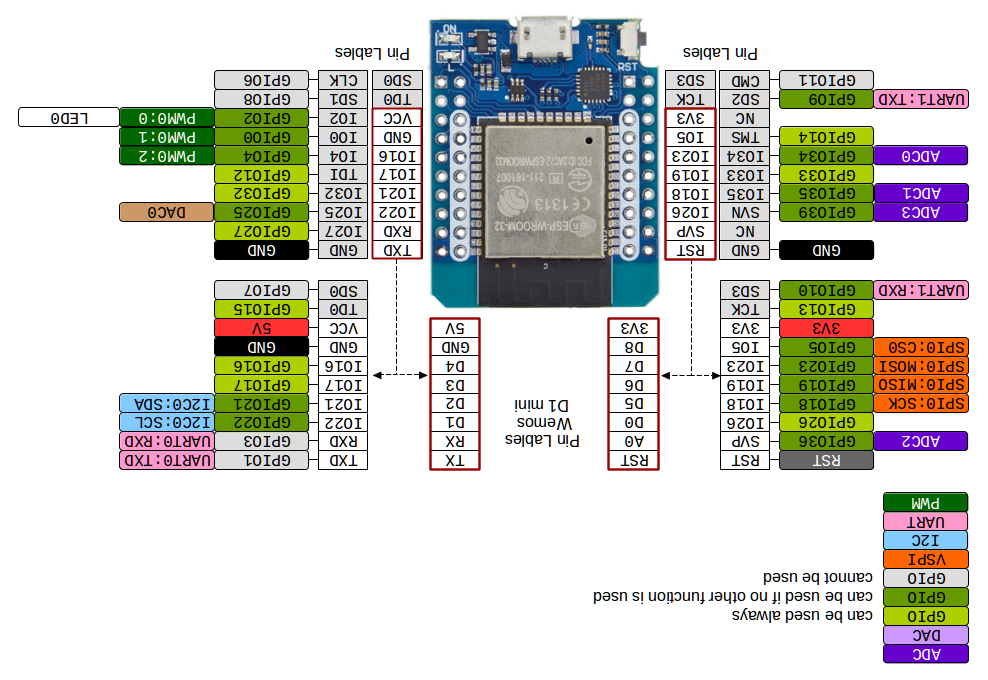 ADC
DAC
GPIO can be used always
GPIO can be used if no other function is used
GPIO cannot be used
VSPI
I2C
UART
PWM
RST RST RST TX TXD GPIO1 UART0:TXD
ADC2 GPIO36 SVP A0 RX RXD GPIO3 UART0:RXD
GPIO26 IO26 D0 D1 IO22 GPIO22 I2C0:SCL
SPI0:SCK GPIO18 IO18 D5 D2 IO21 GPIO21 I2C0:SDA
SPI0:MISO GPIO19 IO19 D6 D3 IO17 GPIO17
SPI0:MOSI GPIO23 IO23 D7 D4 IO16 GPIO16
SPI0:CS0 GPIO5 IO5 D8 GND GND GND
3V3 3V3 3V3 5V VCC 5V
GPIO13 TCK TD0 GPIO15
UART1:RXD GPIO10 SD3 SD0 GPIO7
Pin Lables
Wemos
D1 mini
GND GND RST TXD GND GND
NC SVP RXD IO27 GPIO27
ADC3 GPIO39 SVN IO26 IO22 IO25 GPIO25 DAC0
ADC1 GPIO35 IO35 IO18 IO21 IO32 GPIO32
GPIO33 IO33 IO19 IO17 TDI GPIO12
ADC0 GPIO34 IO34 IO23 IO16 IO4 GPIO4 PWM0:2
GPIO14 TMS IO5 GND IO0 GPIO0 PWM0:1
NC 3V3 VCC IO2 GPIO2 PWM0:0 LED0
UART1:TXD GPIO9 SD2 TCK TD0 SD1 GPIO8
GPIO11 CMD SD3 SD0 CLK GPIO6
Pin Lables
Pin Lables
ESP-WROOM-32
CE1313
211-161007
FCC ID:2AC7Z-ESPWROOM32
ON
L
RST